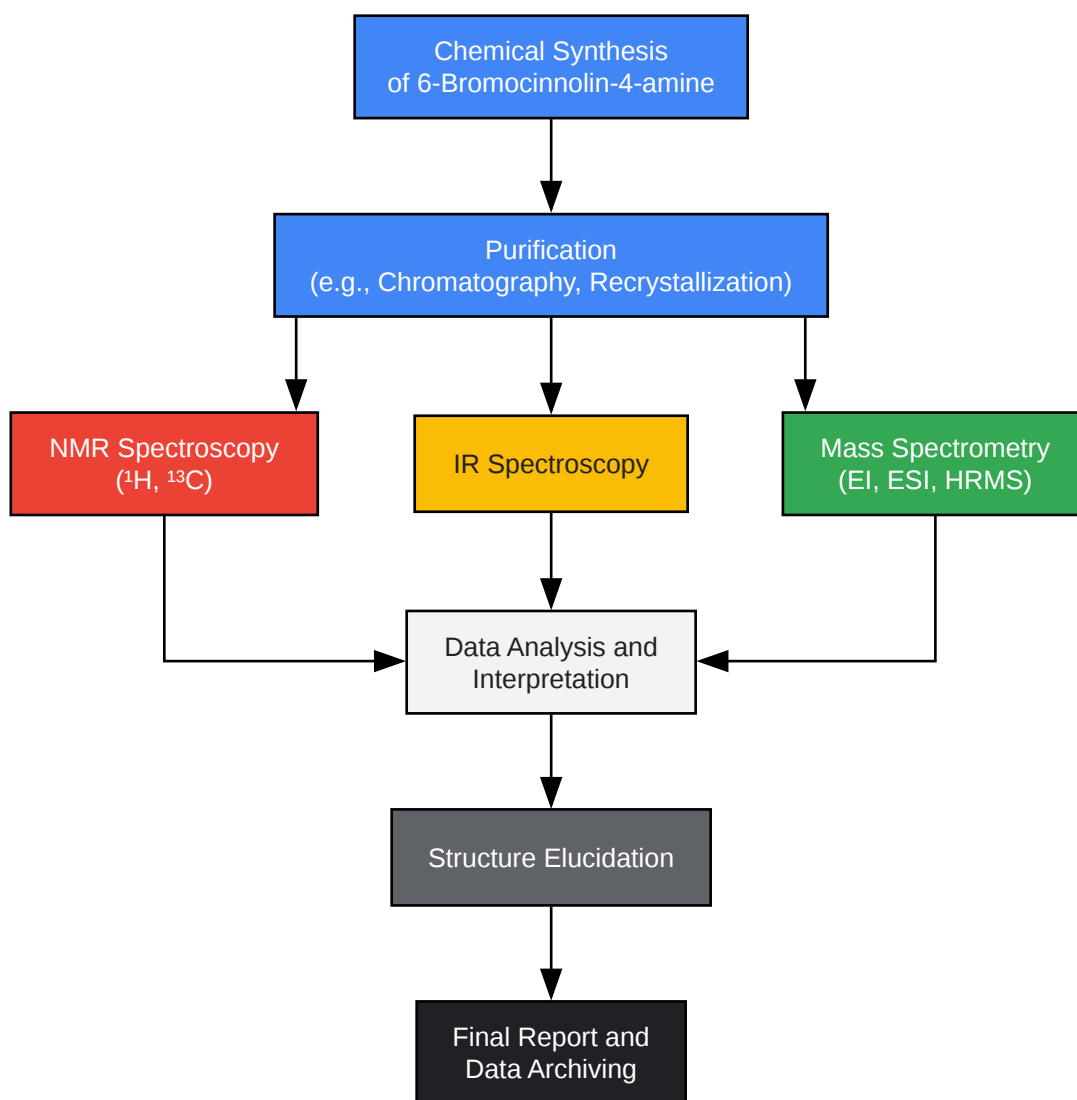 Chemical Synthesis
of 6-Bromocinnolin-4-amine
Purification
(e.g., Chromatography, Recrystallization)
NMR Spectroscopy
(¹H, ¹³C)
IR Spectroscopy
Mass Spectrometry
(EI, ESI, HRMS)
Data Analysis and
Interpretation
Structure Elucidation
Final Report and
Data Archiving